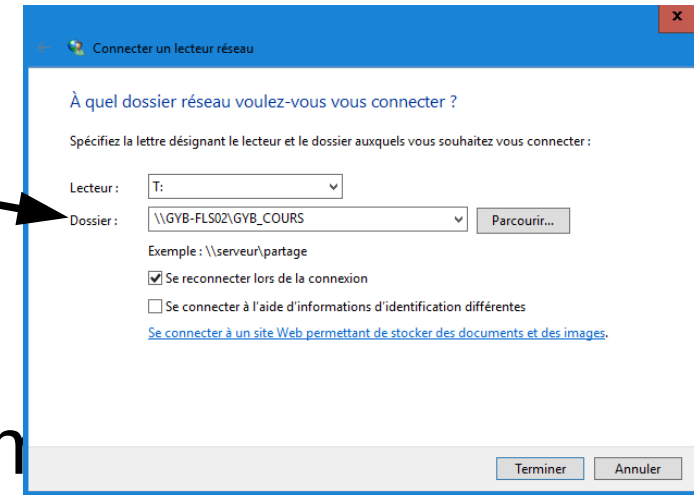 x
Connecter un lecteur réseau
À quel dossier réseau voulez-vous vous connecter ?
Spécifiez la lettre désignant le lecteur et le dossier auxquels vous souhaitez vous connecter :
Lecteur : T:
Dossier : \\GYB-FLS02\GYB_COURS Parcourir...
Exemple : \\serveur\partage
Se reconnecter lors de la connexion
Se connecter à l'aide d'informations d'identification différentes
Se connecter à un site Web permettant de stocker des documents et des images.
Terminer Annuler